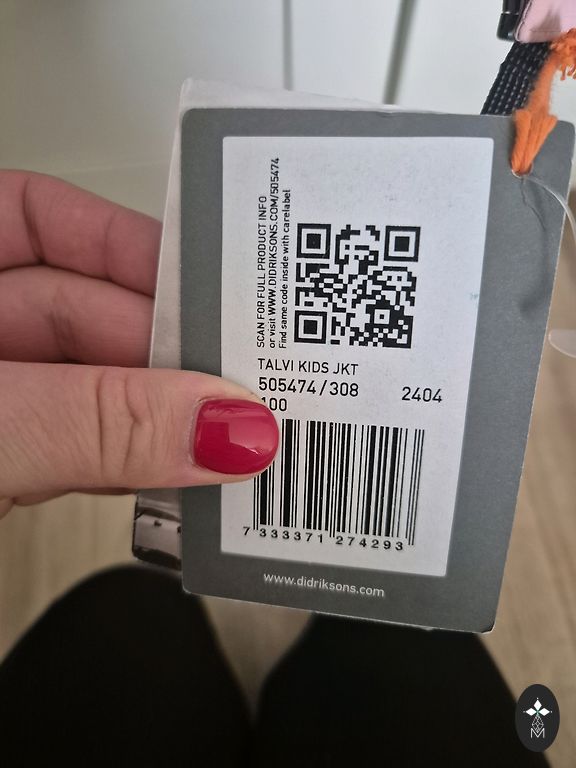 SCAN FOR FULL PRODUCT INFO
or visit WWW.DIDRIKSONS.COM/505474
Find same code inside with carelabel
TALVI KIDS JKT
505474/308 2404
100
7 333371 274293
www.didriksons.com
M